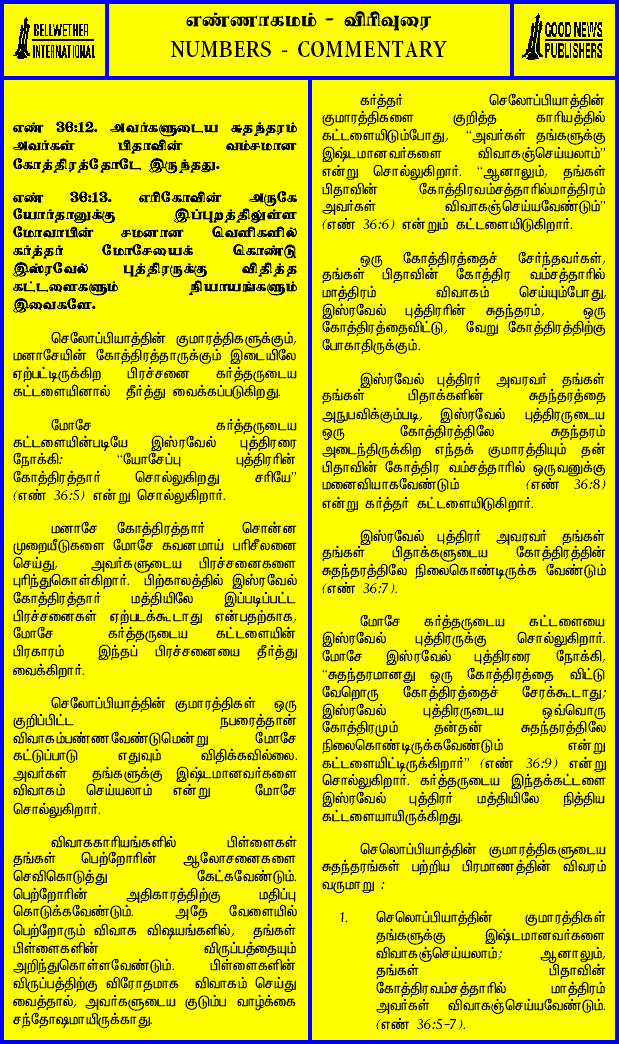 BELLWETHER
INTERNATIONAL
எண்ணாகமம் - விரிவுரை
NUMBERS - COMMENTARY
GOOD NEWS
PUBLISHERS
எண் 36:12. அவர்களுடைய சுதந்தரம்
அவர்கள் பிதாவின் வம்சமான
கோத்திரத்தோடே இருந்தது.
எண் 36:13. எரிகோவின் அருகே
யோர்தானுக்கு இப்புறத்திலுள்ள
மோவாபின் சமனான வெளிகளில்
கர்த்தர் மோசேயைக் கொண்டு
இஸ்ரவேல் புத்திரருக்கு விதித்த
கட்டளைகளும் நியாயங்களும்
இவைகளே.
செலோப்பியாத்தின் குமாரத்திகளுக்கும்,
மனாசேயின் கோத்திரத்தாருக்கும் இடையிலே
ஏற்பட்டிருக்கிற பிரச்சனை கர்த்தருடைய
கட்டளையினால் தீர்த்து வைக்கப்படுகிறது.
மோசே கர்த்தருடைய
கட்டளையின்படியே இஸ்ரவேல் புத்திரரை
நோக்கி: "யோசேப்பு புத்திரரின்
கோத்திரத்தார் சொல்லுகிறது சரியே"
(எண் 36:5) என்று சொல்லுகிறார்.
மனாசே கோத்திரத்தார் சொன்ன
முறையீடுகளை மோசே கவனமாய் பரிசீலனை
செய்து, அவர்களுடைய பிரச்சனைகளை
புரிந்துகொள்கிறார். பிற்காலத்தில் இஸ்ரவேல்
கோத்திரத்தார் மத்தியிலே இப்படிப்பட்ட
பிரச்சனைகள் ஏற்படக்கூடாது என்பதற்காக,
மோசே கர்த்தருடைய கட்டளையின்
பிரகாரம் இந்தப் பிரச்சனையை தீர்த்து
வைக்கிறார்.
செலோப்பியாத்தின் குமாரத்திகள் ஒரு
குறிப்பிட்ட நபரைத்தான்
விவாகம்பண்ணவேண்டுமென்று மோசே
கட்டுப்பாடு எதுவும் விதிக்கவில்லை.
அவர்கள் தங்களுக்கு இஷ்டமானவர்களை
விவாகம் செய்யலாம் என்று மோசே
சொல்லுகிறார்.
விவாககாரியங்களில் பிள்ளைகள்
தங்கள் பெற்றோரின் ஆலோசனைகளை
செவிகொடுத்து கேட்கவேண்டும்.
பெற்றோரின் அதிகாரத்திற்கு மதிப்பு
கொடுக்கவேண்டும். அதே வேளையில்
பெற்றோரும் விவாக விஷயங்களில், தங்கள்
பிள்ளைகளின் விருப்பத்தையும்
அறிந்துகொள்ளவேண்டும். பிள்ளைகளின்
விருப்பத்திற்கு விரோதமாக விவாகம் செய்து
வைத்தால், அவர்களுடைய குடும்ப வாழ்க்கை
சந்தோஷமாயிருக்காது.
கர்த்தர் செலோப்பியாத்தின்
குமாரத்திகளை குறித்த காரியத்தில்
கட்டளையிடும்போது, "அவர்கள் தங்களுக்கு
இஷ்டமானவர்களை விவாகஞ்செய்யலாம்"
என்று சொல்லுகிறார். "ஆனாலும், தங்கள்
பிதாவின் கோத்திரவம்சத்தாரில்மாத்திரம்
அவர்கள் விவாகஞ்செய்யவேண்டும்"
(எண் 36:6) என்றும் கட்டளையிடுகிறார்.
ஒரு கோத்திரத்தைச் சேர்ந்தவர்கள்,
தங்கள் பிதாவின் கோத்திர வம்சத்தாரில்
மாத்திரம் விவாகம் செய்யும்போது,
இஸ்ரவேல் புத்திரரின் சுதந்தரம், ஒரு
கோத்திரத்தைவிட்டு, வேறு கோத்திரத்திற்கு
போகாதிருக்கும்.
இஸ்ரவேல் புத்திரர் அவரவர் தங்கள்
தங்கள் பிதாக்களின் சுதந்தரத்தை
அநுபவிக்கும்படி, இஸ்ரவேல் புத்திரருடைய
ஒரு கோத்திரத்திலே சுதந்தரம்
அடைந்திருக்கிற எந்தக் குமாரத்தியும் தன்
பிதாவின் கோத்திர வம்சத்தாரில் ஒருவனுக்கு
மனைவியாகவேண்டும் (எண் 36:8)
என்று கர்த்தர் கட்டளையிடுகிறார்.
இஸ்ரவேல் புத்திரர் அவரவர் தங்கள்
தங்கள் பிதாக்களுடைய கோத்திரத்தின்
சுதந்தரத்திலே நிலைகொண்டிருக்க வேண்டும்
(எண் 36:7).
மோசே கர்த்தருடைய கட்டளையை
இஸ்ரவேல் புத்திரருக்கு சொல்லுகிறார்.
மோசே இஸ்ரவேல் புத்திரரை நோக்கி,
"சுதந்தரமானது ஒரு கோத்திரத்தை விட்டு
வேறொரு கோத்திரத்தைச் சேரக்கூடாது;
இஸ்ரவேல் புத்திரருடைய ஒவ்வொரு
கோத்திரமும் தன்தன் சுதந்தரத்திலே
நிலைகொண்டிருக்கவேண்டும் என்று
கட்டளையிட்டிருக்கிறார்" (எண் 36:9) என்று
சொல்லுகிறார். கர்த்தருடைய இந்தக்கட்டளை
இஸ்ரவேல் புத்திரர் மத்தியிலே நித்திய
கட்டளையாயிருக்கிறது.
செலொப்பியாத்தின் குமாரத்திகளுடைய
சுதந்தரங்கள் பற்றிய பிரமாணத்தின் விவரம்
வருமாறு :
1. செலொப்பியாத்தின் குமாரத்திகள்
தங்களுக்கு இஷ்டமானவர்களை
விவாகஞ்செய்யலாம்; ஆனாலும்,
தங்கள் பிதாவின்
கோத்திரவம்சத்தாரில் மாத்திரம்
அவர்கள் விவாகஞ்செய்யவேண்டும்.
(எண் 36:5-7).